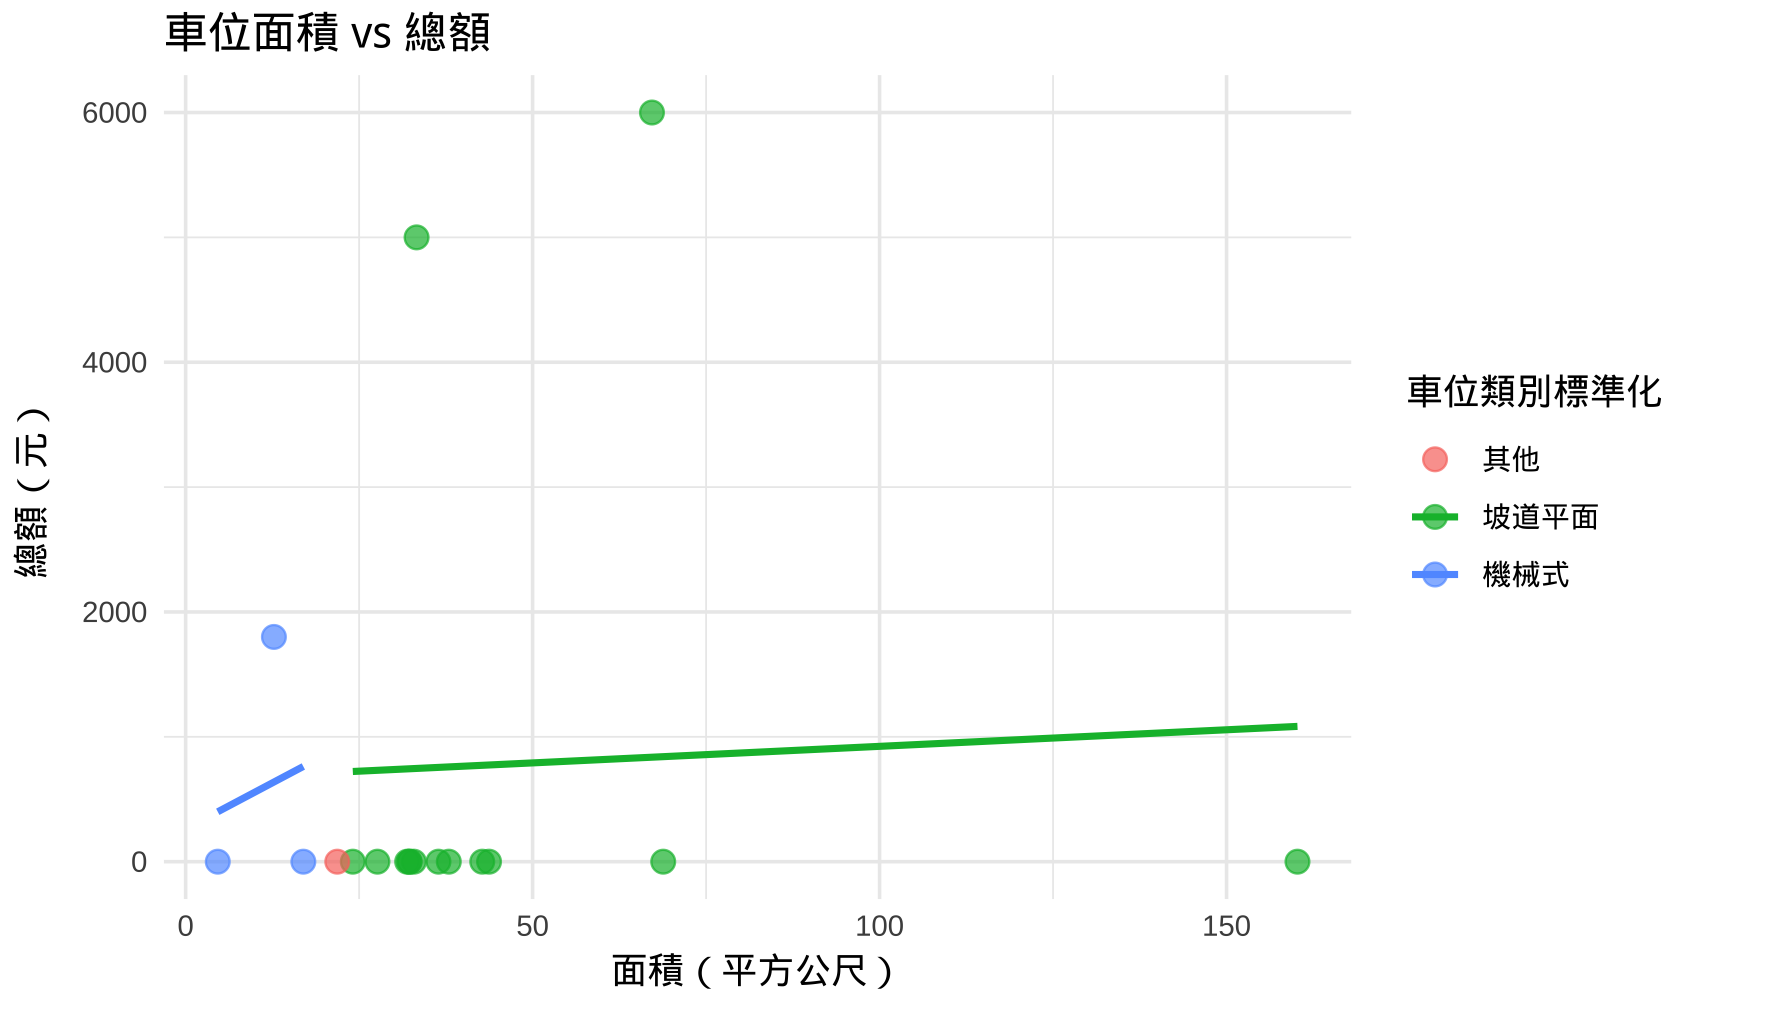 車位面積 vs 總額
6000
4000
2000
0
總額（元）
0
50
100
150
面積（平方公尺）
車位類別標準化
其他
坡道平面
機械式